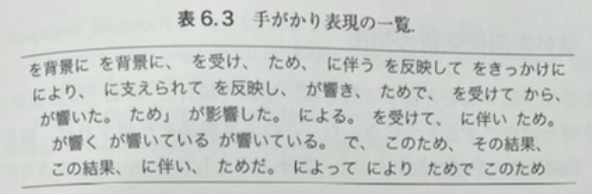 表 6.3 手がかり表現の一覧.
を背景に を背景に、 を受け、 ため、 に伴う を反映して をきっかけに
により、 に支えられて を反映し、 が響き、 ためで、 を受けて から、
が響いた。 ため」 が影響した。 による。 を受けて、 に伴い ため。
が響く が響いている が響いている。 で、 このため、 その結果、
この結果、 に伴い、 ためだ。 によって により ためで このため